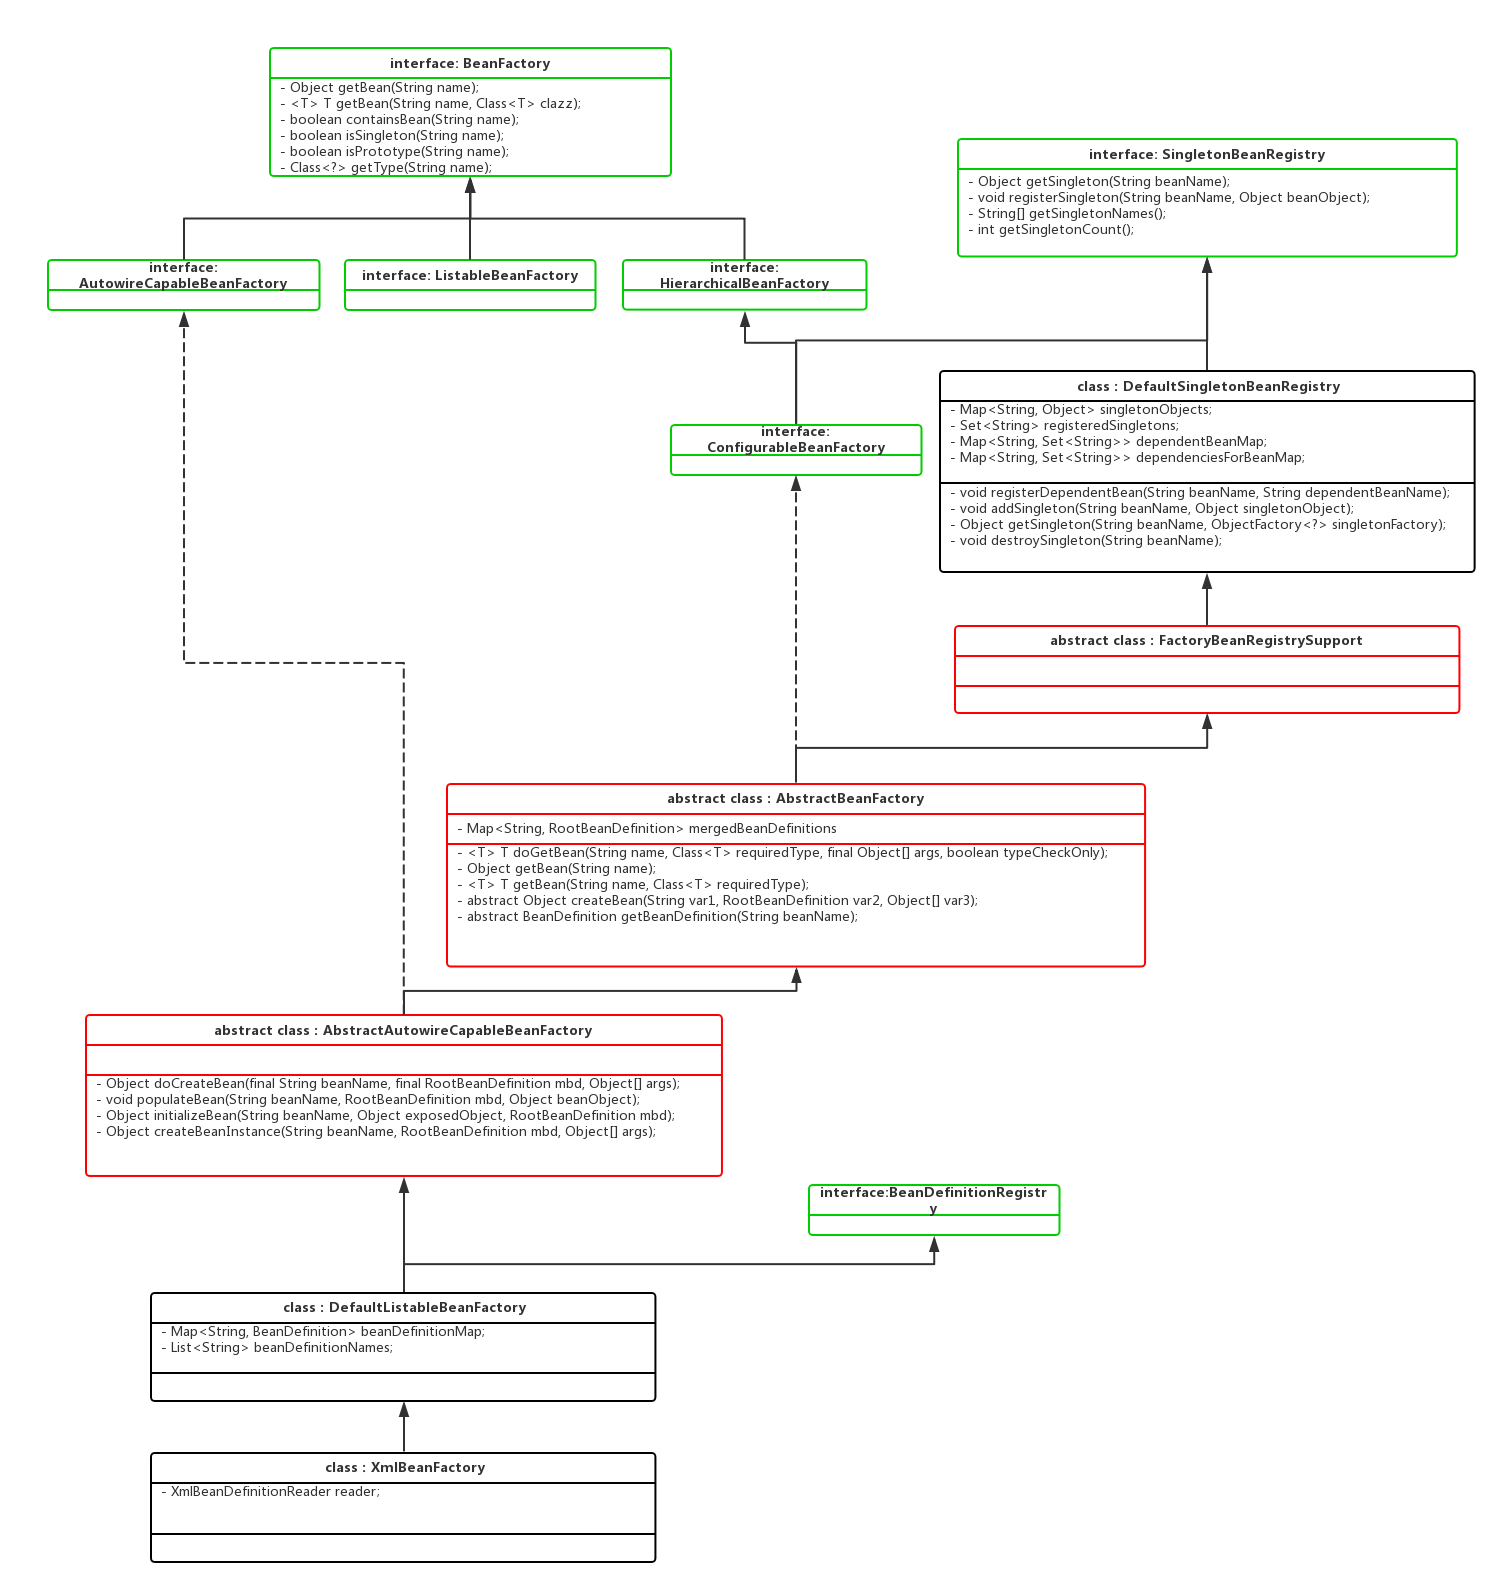 interface: BeanFactory
- Object getBean(String name);
- <T> T getBean(String name, Class<T> clazz);
- boolean containsBean(String name);
- boolean isSingleton(String name);
- boolean isPrototype(String name);
- Class<?> getType(String name);
interface: SingletonBeanRegistry
- Object getSingleton(String beanName);
- void registerSingleton(String beanName, Object beanObject);
- String[] getSingletonNames();
- int getSingletonCount();
interface:
AutowireCapableBeanFactory
interface: ListableBeanFactory
interface:
HierarchicalBeanFactory
class : DefaultSingletonBeanRegistry
- Map<String, Object> singletonObjects;
- Set<String> registeredSingletons;
- Map<String, Set<String>> dependentBeanMap;
- Map<String, Set<String>> dependenciesForBeanMap;
- void registerDependentBean(String beanName, String dependentBeanName);
- void addSingleton(String beanName, Object singletonObject);
- Object getSingleton(String beanName, ObjectFactory<?> singletonFactory);
- void destroySingleton(String beanName);
interface:
ConfigurableBeanFactory
abstract class : FactoryBeanRegistrySupport
abstract class : AbstractBeanFactory
- Map<String, RootBeanDefinition> mergedBeanDefinitions
- <T> T doGetBean(String name, Class<T> requiredType, final Object[] args, boolean typeCheckOnly);
- Object getBean(String name);
- <T> T getBean(String name, Class<T> requiredType);
- abstract Object createBean(String var1, RootBeanDefinition var2, Object[] var3);
- abstract BeanDefinition getBeanDefinition(String beanName);
abstract class : AbstractAutowireCapableBeanFactory
- Object doCreateBean(final String beanName, final RootBeanDefinition mbd, Object[] args);
- void populateBean(String beanName, RootBeanDefinition mbd, Object beanObject);
- Object initializeBean(String beanName, Object exposedObject, RootBeanDefinition mbd);
- Object createBeanInstance(String beanName, RootBeanDefinition mbd, Object[] args);
interface:BeanDefinitionRegistr
y
class : DefaultListableBeanFactory
- Map<String, BeanDefinition> beanDefinitionMap;
- List<String> beanDefinitionNames;
class : XmlBeanFactory
- XmlBeanDefinitionReader reader;